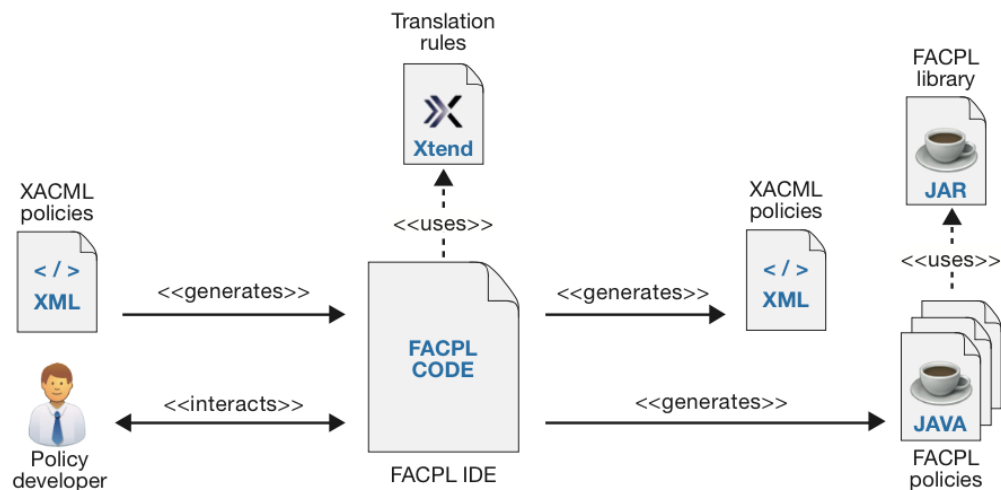 Translation
rules
Xtend
<<uses>>
FACPL
library
JAR
<<uses>>
XACML
policies
</>
XML
<<generates>>
FACPL
CODE
<<generates>>
XACML
policies
</>
XML
Policy
developer
<<interacts>>
FACPL IDE
<<generates>>
JAVA
FACPL
policies